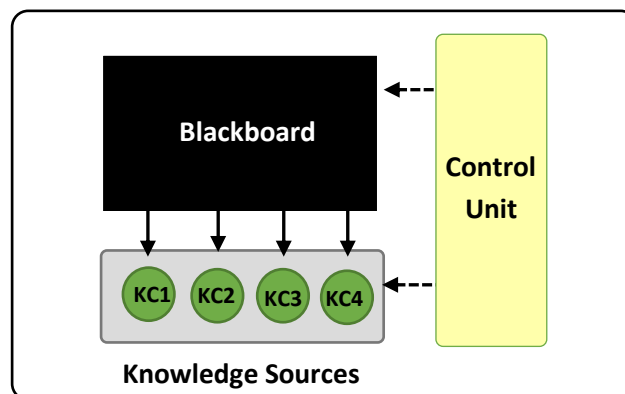 Blackboard
Control
Unit
KC1 KC2 KC3 KC4
Knowledge Sources